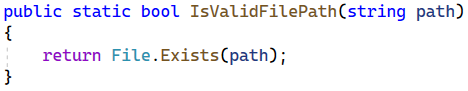 public static bool IsValidFilePath(string path)
{
    return File.Exists(path);
}